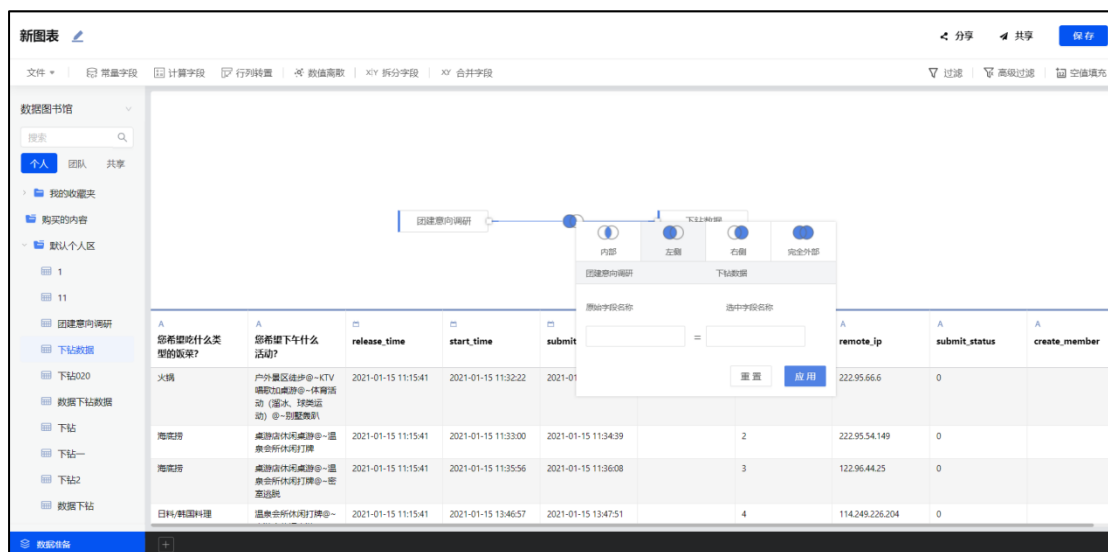 新图表
分享 共享 保存
文件 常量字段 计算字段 行列转置 数值离散 X|Y 拆分字段 XY 合并字段 过滤 高级过滤 空值填充
数据图书馆
搜索
个人 团队 共享
我的收藏夹
购买的内容
默认个人区
1
11
团建意向调研
下钻数据
下钻020
数据下钻数据
下钻
下钻一
下钻2
数据下钻
数据准备
团建意向调研 下钻数据
内部 左侧 右侧 完全外部
团建意向调研 下钻数据
原始字段名称 选中字段名称
=
重置 应用
A A A A A
您希望吃什么类型的饭菜? 您希望下午什么活动? release_time start_time submit remote_ip submit_status create_member
火锅 户外景区徒步@~KTV唱歌加桌游@~体育活动（溜冰、球类运动）@~别墅轰趴 2021-01-15 11:15:41 2021-01-15 11:32:22 2021-01 222.95.66.6 0
海底捞 桌游店休闲桌游@~温泉会所休闲打牌 2021-01-15 11:15:41 2021-01-15 11:33:00 2021-01-15 11:34:39 2 222.95.54.149 0
海底捞 桌游店休闲桌游@~温泉会所休闲打牌@~密室逃脱 2021-01-15 11:15:41 2021-01-15 11:35:56 2021-01-15 11:36:08 3 122.96.44.25 0
日料/韩国料理 温泉会所休闲打牌@~ 2021-01-15 11:15:41 2021-01-15 13:46:57 2021-01-15 13:47:51 4 114.249.226.204 0